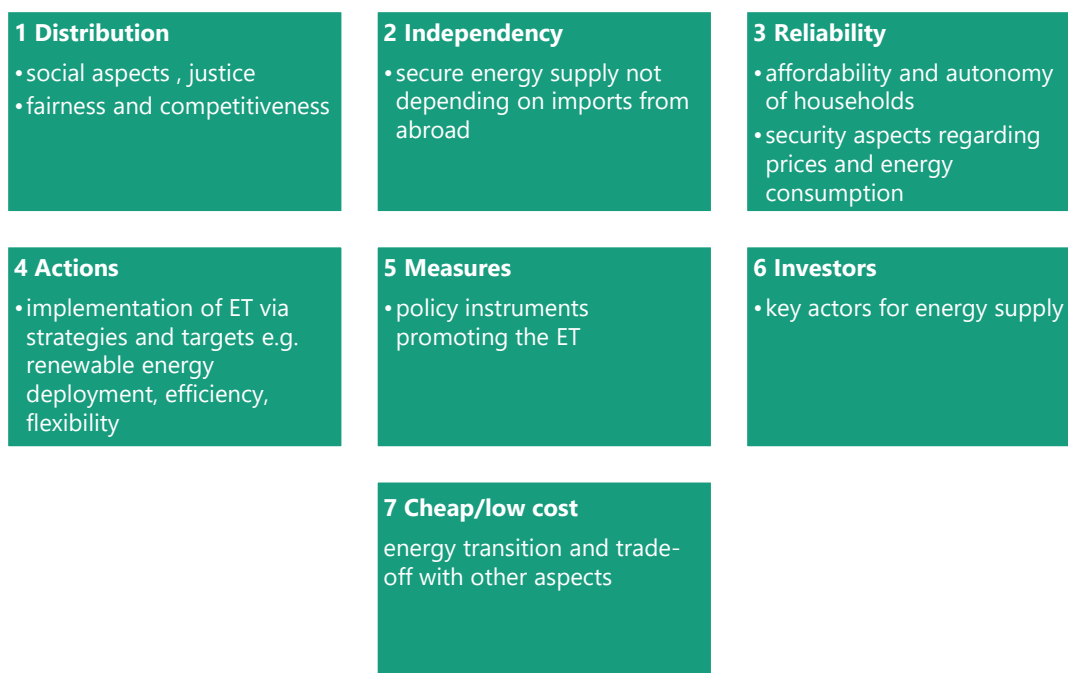 1 Distribution
•social aspects , justice
•fairness and competitiveness
2 Independency
•secure energy supply not
depending on imports from
abroad
3 Reliability
•affordability and autonomy
of households
•security aspects regarding
prices and energy
consumption
4 Actions
•implementation of ET via
strategies and targets e.g.
renewable energy
deployment, efficiency,
flexibility
5 Measures
•policy instruments
promoting the ET
6 Investors
•key actors for energy supply
7 Cheap/low cost
energy transition and trade-
off with other aspects